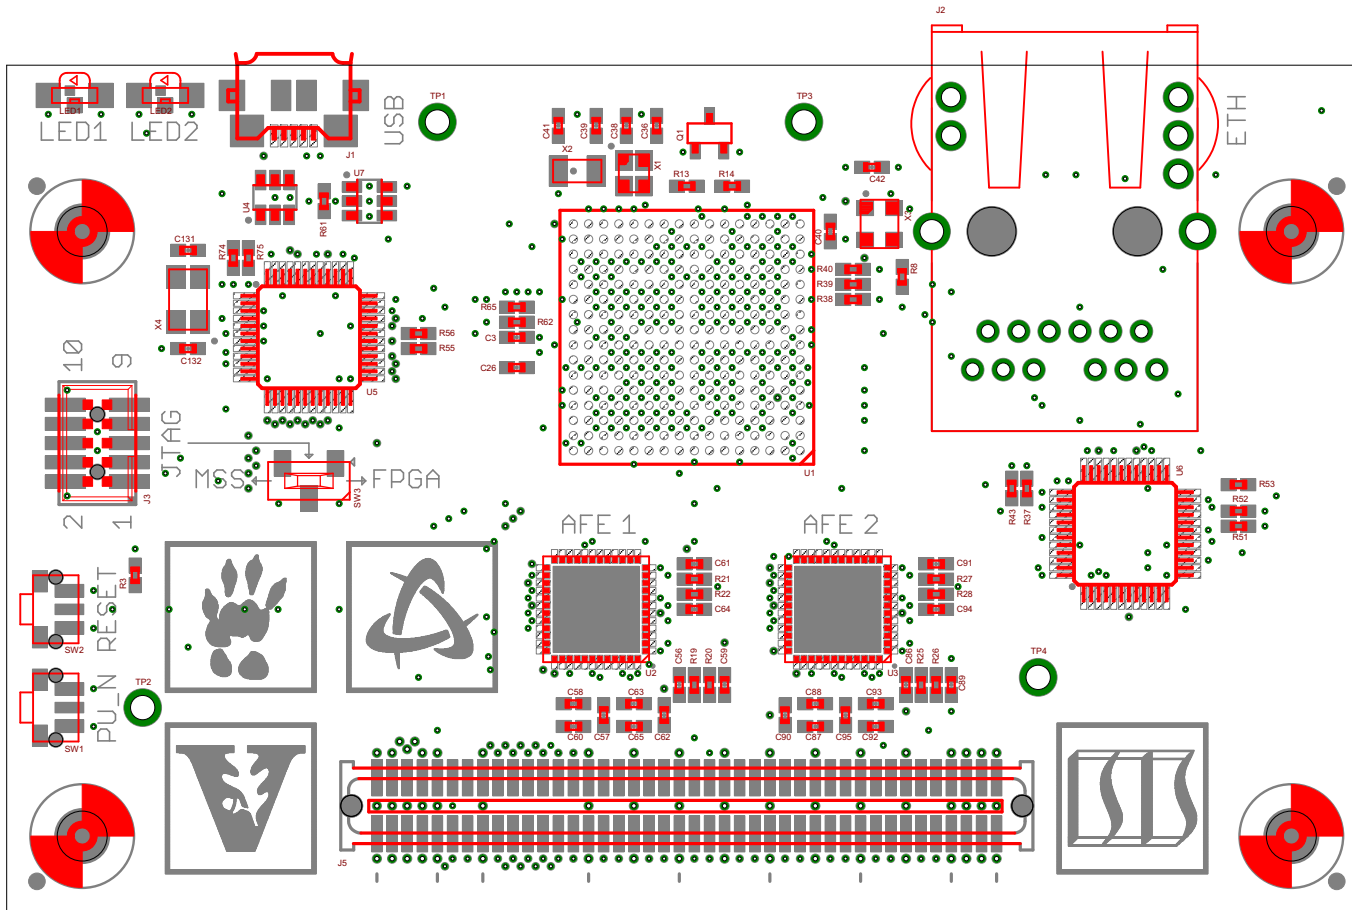 J2
TP1
TP3
LED1
LED2
LED1
LED2
USB
J1
C41
C39
C38
C36
Q1
ETH
X2
X1
U7
U4
R61
R13
R14
C42
C40
X3
C131
R74
R75
R40
R39
R38
R8
X4
C132
R65
R62
C3
C26
R56
R55
U5
10
9
JTAG
J3
2
1
MSS
FPGA
SW3
U1
U6
R43
R37
R53
R52
R51
AFE 1
AFE 2
C61
R21
R22
C64
C91
R27
R28
C94
R3
RESET
SW2
U2
U3
C56
R19
R20
C59
C86
R25
R26
C89
TP4
TP2
PU_N
SW1
C58
C63
C60
C57
C65
C62
C88
C93
C90
C87
C95
C92
J5